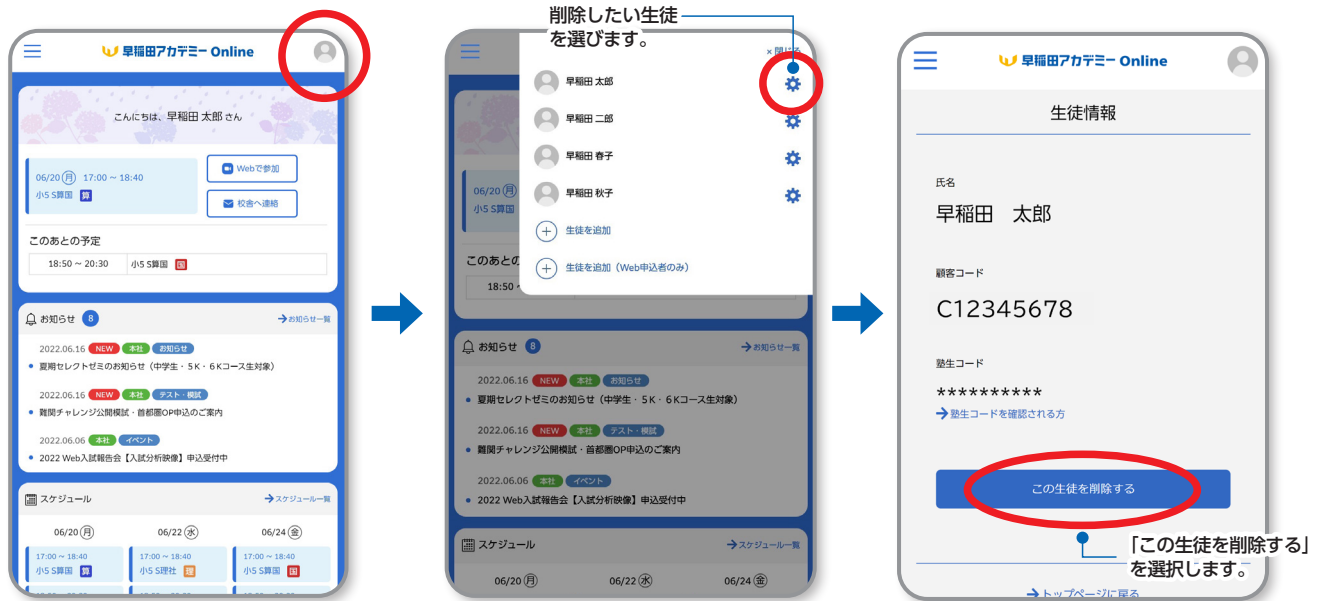 早稲田アカデミー Online
こんにちは、早稲田 太郎 さん
06/20 月 17:00 ~ 18:40
小5 S算国 算
Webで参加
校舎へ連絡
このあとの予定
18:50 ~ 20:30 小5 S算国 国
お知らせ 8 →お知らせ一覧
2022.06.16 NEW 本社 お知らせ
• 夏期セレクトゼミのお知らせ（中学生・5K・6Kコース生対象）
2022.06.16 NEW 本社 テスト・模試
• 難関チャレンジ公開模試・首都圏OP申込のご案内
2022.06.06 本社 イベント
• 2022 Web入試報告会【入試分析映像】申込受付中
スケジュール →スケジュール一覧
06/20 月 06/22 水 06/24 金
17:00 ~ 18:40 17:00 ~ 18:40 17:00 ~ 18:40
小5 S算国 算 小5 S理社 理 小5 S算国 国
削除したい生徒
を選びます。
早稲田 太郎
早稲田 二郎
早稲田 春子
早稲田 秋子
生徒を追加
生徒を追加（Web申込者のみ）
06/20 月
小5 S算国
このあとの
18:50
お知らせ 8 →お知らせ一覧
2022.06.16 NEW 本社 お知らせ
• 夏期セレクトゼミのお知らせ（中学生・5K・6Kコース生対象）
2022.06.16 NEW 本社 テスト・模試
• 難関チャレンジ公開模試・首都圏OP申込のご案内
2022.06.06 本社 イベント
• 2022 Web入試報告会【入試分析映像】申込受付中
スケジュール →スケジュール一覧
06/20 月 06/22 水 06/24 金
早稲田アカデミー Online
生徒情報
氏名
早稲田　太郎
顧客コード
C12345678
塾生コード
**********
→塾生コードを確認される方
この生徒を削除する
「この生徒を削除する」
を選択します。
→トップページに戻る